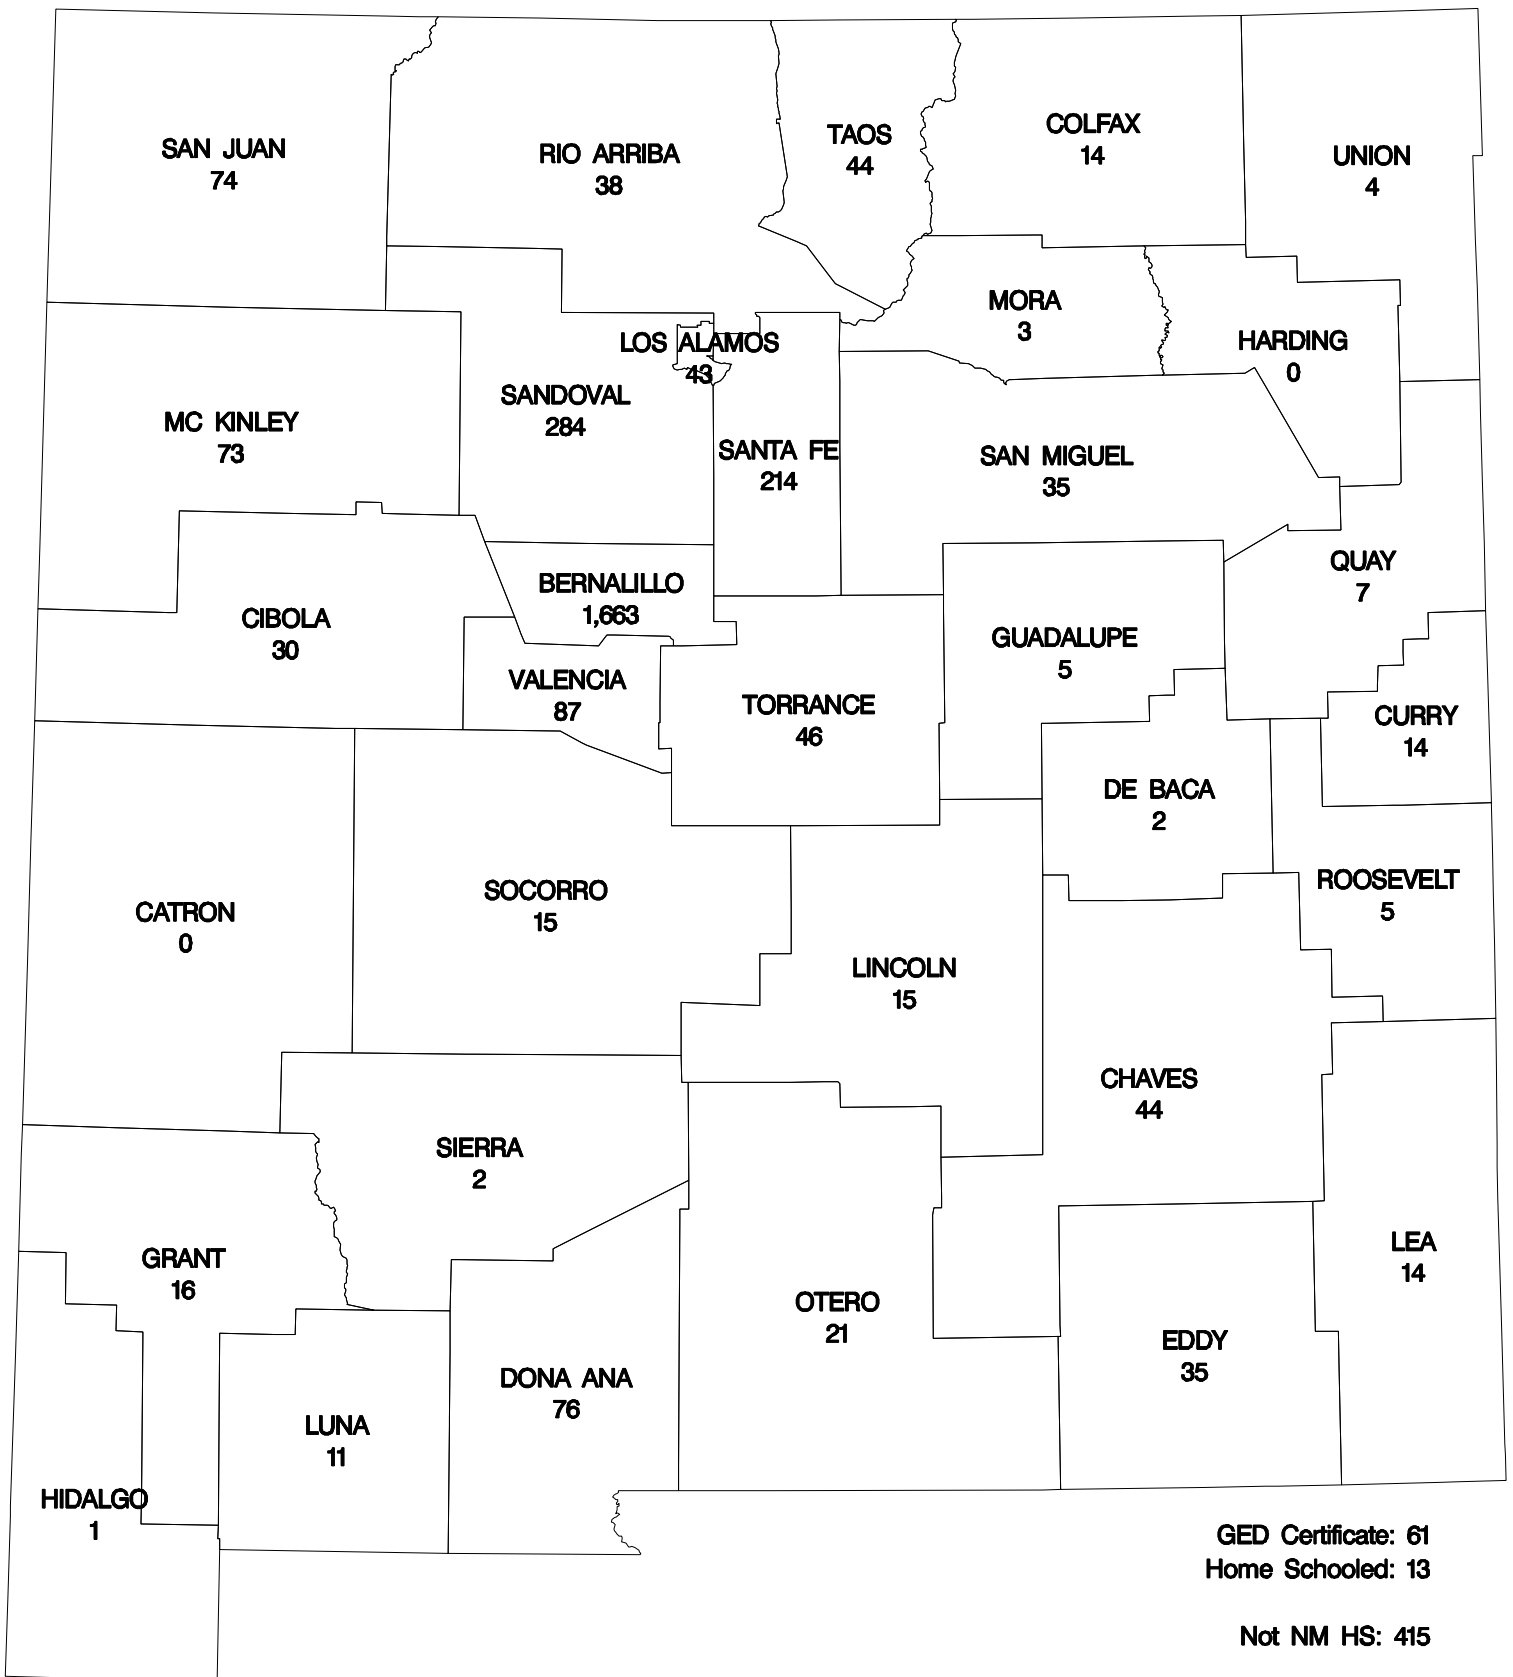 SAN JUAN
74
RIO ARRIBA
38
TAOS
44
COLFAX
14
UNION
4
MORA
3
HARDING
0
LOS ALAMOS
43
SANDOVAL
284
MC KINLEY
73
SANTA FE
214
SAN MIGUEL
35
QUAY
7
BERNALILLO
1,663
CIBOLA
30
GUADALUPE
5
VALENCIA
87
TORRANCE
46
CURRY
14
DE BACA
2
ROOSEVELT
5
SOCORRO
15
CATRON
0
LINCOLN
15
CHAVES
44
SIERRA
2
GRANT
16
LEA
14
OTERO
21
EDDY
35
DONA ANA
76
LUNA
11
HIDALGO
1
GED Certificate: 61
Home Schooled: 13
Not NM HS: 415